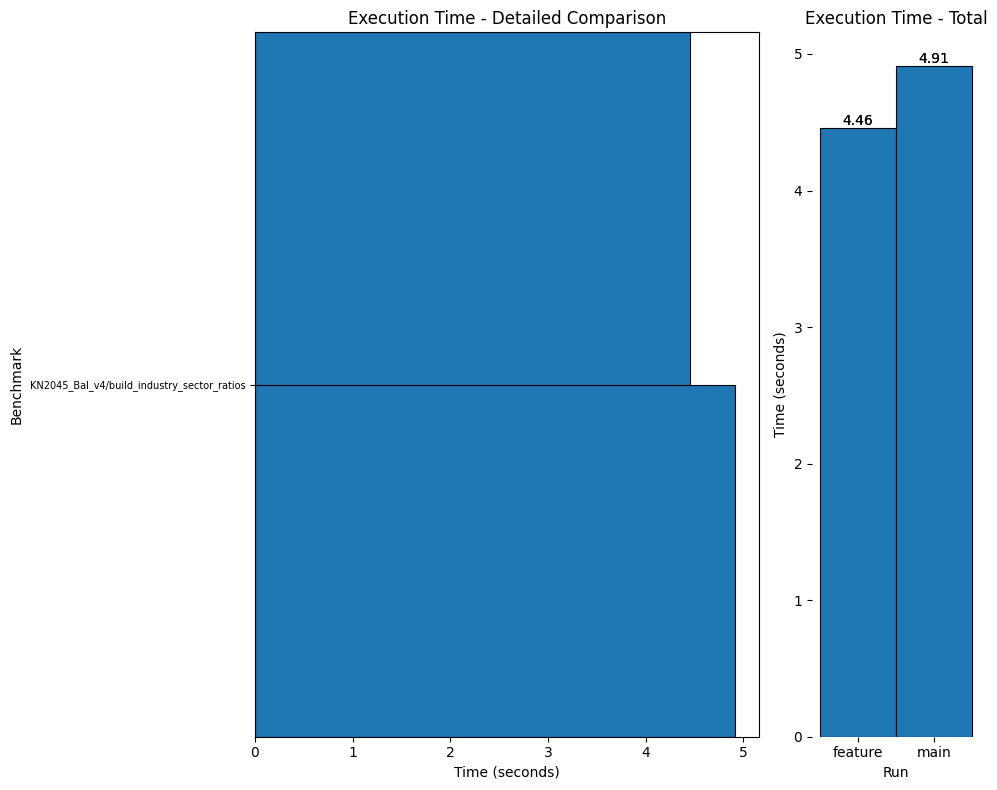 Execution Time - Detailed Comparison
Benchmark
KN2045_Bal_v4/build_industry_sector_ratios
0 1 2 3 4 5
Time (seconds)
Execution Time - Total
Time (seconds)
5
4
3
2
1
0
4.46
4.91
feature main
Run